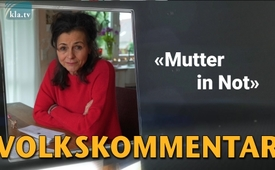 kla.tv
«Mutter
in Not»
VOLKSKOMMENTAR